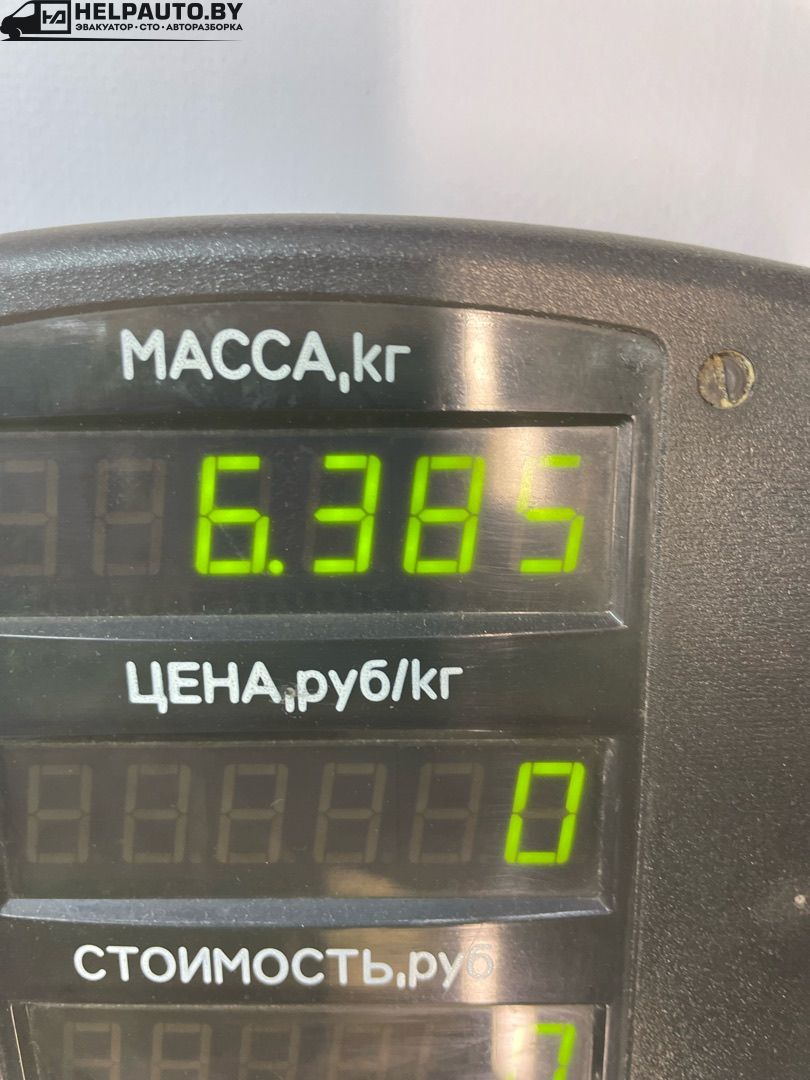 HELPAUTO.BY
ЭВАКУАТОР · СТО · АВТОРАЗБОРКА
МАССА,кг
6.385
ЦЕНА,руб/кг
0
СТОИМОСТЬ,руб